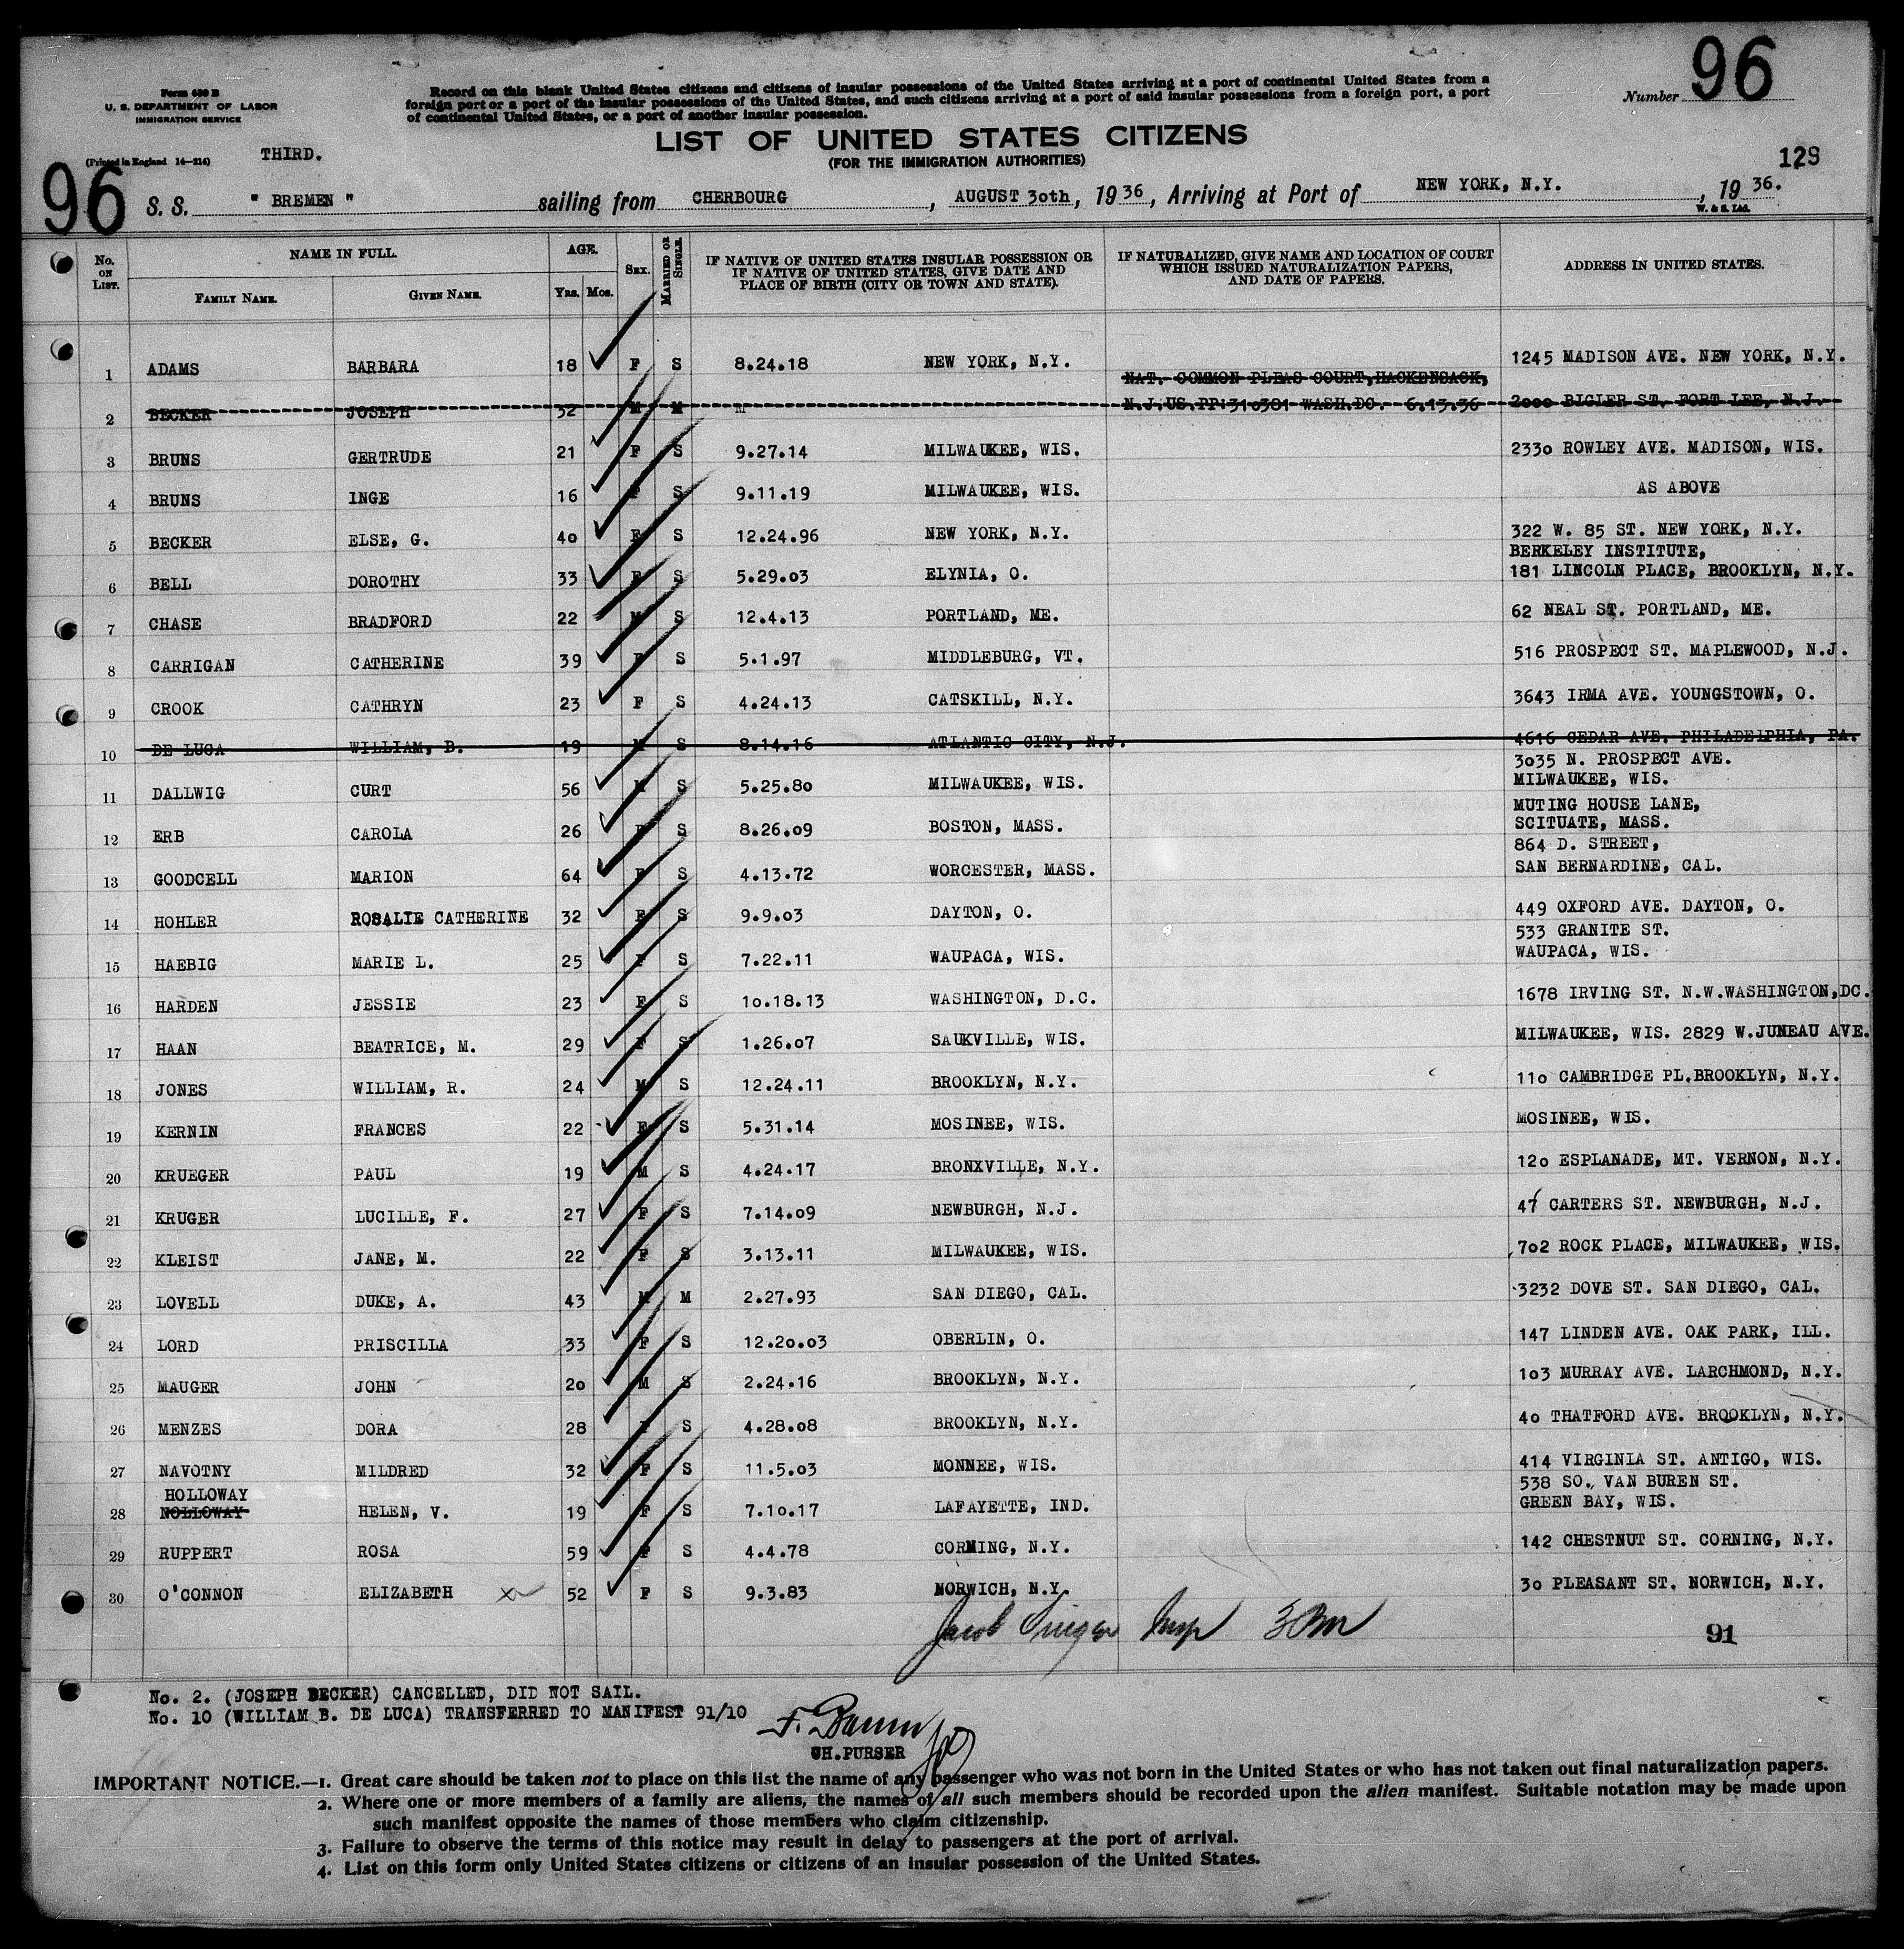 96
Form 630 B
U. S. DEPARTMENT OF LABOR
IMMIGRATION SERVICE
(Printed in England 14—214)
Record on this blank United States citizens and citizens of insular possessions of the United States arriving at a port of continental United States from a
foreign port or a port of the insular possessions of the United States, and such citizens arriving at a port of said insular possessions from a foreign port, a port
of continental United States, or a port of another insular possession.
Number 96
LIST OF UNITED STATES CITIZENS
(FOR THE IMMIGRATION AUTHORITIES)
THIRD.
129
S. S. " BREMEN " sailing from CHERBOURG, AUGUST 30th, 1936, Arriving at Port of NEW YORK, N.Y., 1936.
W. & S. Ltd.
No. ON LIST. NAME IN FULL. AGE. SEX. MARRIED OR SINGLE. IF NATIVE OF UNITED STATES INSULAR POSSESSION OR IF NATIVE OF UNITED STATES, GIVE DATE AND PLACE OF BIRTH (CITY OR TOWN AND STATE). IF NATURALIZED, GIVE NAME AND LOCATION OF COURT WHICH ISSUED NATURALIZATION PAPERS, AND DATE OF PAPERS. ADDRESS IN UNITED STATES.
FAMILY NAME. GIVEN NAME. YRS. MOS.
1 ADAMS BARBARA 18 F S 8.24.18 NEW YORK, N.Y. 1245 MADISON AVE. NEW YORK, N.Y.
NAT. COMMON PLEAS COURT, HACKENSACK,
2 BECKER JOSEPH 52 M M N.J. US.PP:310381 WASH.DC. 6.13.36 2000 BIGLER ST. FORT LEE, N.J.
3 BRUNS GERTRUDE 21 F S 9.27.14 MILWAUKEE, WIS. 2330 ROWLEY AVE. MADISON, WIS.
4 BRUNS INGE 16 F S 9.11.19 MILWAUKEE, WIS. AS ABOVE
5 BECKER ELSE, G. 40 F S 12.24.96 NEW YORK, N.Y. 322 W. 85 ST. NEW YORK, N.Y.
BERKELEY INSTITUTE,
6 BELL DOROTHY 33 F S 5.29.03 ELYNIA, O. 181 LINCOLN PLACE, BROOKLYN, N.Y.
7 CHASE BRADFORD 22 M S 12.4.13 PORTLAND, ME. 62 NEAL ST. PORTLAND, ME.
8 CARRIGAN CATHERINE 39 F S 5.1.97 MIDDLEBURG, VT. 516 PROSPECT ST. MAPLEWOOD, N.J.
9 CROOK CATHRYN 23 F S 4.24.13 CATSKILL, N.Y. 3643 IRMA AVE. YOUNGSTOWN, O.
10 DE LUCA WILLIAM, B. 19 M S 8.14.16 ATLANTIC CITY, N.J. 4616 CEDAR AVE. PHILADELPHIA, PA.
3035 N. PROSPECT AVE.
11 DALLWIG CURT 56 M S 5.25.80 MILWAUKEE, WIS. MILWAUKEE, WIS.
MUTING HOUSE LANE,
12 ERB CAROLA 26 F S 8.26.09 BOSTON, MASS. SCITUATE, MASS.
864 D. STREET,
13 GOODCELL MARION 64 F S 4.13.72 WORCESTER, MASS. SAN BERNARDINE, CAL.
14 HOHLER ROSALIE CATHERINE 32 F S 9.9.03 DAYTON, O. 449 OXFORD AVE. DAYTON, O.
533 GRANITE ST.
15 HAEBIG MARIE L. 25 F S 7.22.11 WAUPACA, WIS. WAUPACA, WIS.
16 HARDEN JESSIE 23 F S 10.18.13 WASHINGTON, D.C. 1678 IRVING ST. N.W.WASHINGTON,DC.
17 HAAN BEATRICE, M. 29 F S 1.26.07 SAUKVILLE, WIS. MILWAUKEE, WIS. 2829 W.JUNEAU AVE.
18 JONES WILLIAM, R. 24 M S 12.24.11 BROOKLYN, N.Y. 110 CAMBRIDGE PL.BROOKLYN, N.Y.
19 KERNIN FRANCES 22 F S 5.31.14 MOSINEE, WIS. MOSINEE, WIS.
20 KRUEGER PAUL 19 M S 4.24.17 BRONXVILLE, N.Y. 120 ESPLANADE, MT. VERNON, N.Y.
21 KRUGER LUCILLE, F. 27 F S 7.14.09 NEWBURGH, N.J. 47 CARTERS ST. NEWBURGH, N.J.
22 KLEIST JANE, M. 22 F S 3.13.11 MILWAUKEE, WIS. 702 ROCK PLACE, MILWAUKEE, WIS.
23 LOVELL DUKE, A. 43 M M 2.27.93 SAN DIEGO, CAL. 3232 DOVE ST. SAN DIEGO, CAL.
24 LORD PRISCILLA 33 F S 12.20.03 OBERLIN, O. 147 LINDEN AVE. OAK PARK, ILL.
25 MAUGER JOHN 20 M S 2.24.16 BROOKLYN, N.Y. 103 MURRAY AVE. LARCHMOND, N.Y.
26 MENZES DORA 28 F S 4.28.08 BROOKLYN, N.Y. 40 THATFORD AVE. BROOKLYN, N.Y.
27 NAVOTNY MILDRED 32 F S 11.5.03 MONNEE, WIS. 414 VIRGINIA ST. ANTIGO, WIS.
HOLLOWAY 538 SO. VAN BUREN ST.
28 NOLLOWAY HELEN, V. 19 F S 7.10.17 LAFAYETTE, IND. GREEN BAY, WIS.
29 RUPPERT ROSA 59 F S 4.4.78 CORNING, N.Y. 142 CHESTNUT ST. CORNING, N.Y.
30 O'CONNON ELIZABETH x 52 F S 9.3.83 NORWICH, N.Y. 30 PLEASANT ST. NORWICH, N.Y.
Jacob Singer Insp
91
No. 2. (JOSEPH BECKER) CANCELLED, DID NOT SAIL.
No. 10 (WILLIAM B. DE LUCA) TRANSFERRED TO MANIFEST 91/10
CH.PURSER
IMPORTANT NOTICE.—1. Great care should be taken not to place on this list the name of any passenger who was not born in the United States or who has not taken out final naturalization papers.
2. Where one or more members of a family are aliens, the names of all such members should be recorded upon the alien manifest. Suitable notation may be made upon
such manifest opposite the names of those members who claim citizenship.
3. Failure to observe the terms of this notice may result in delay to passengers at the port of arrival.
4. List on this form only United States citizens or citizens of an insular possession of the United States.